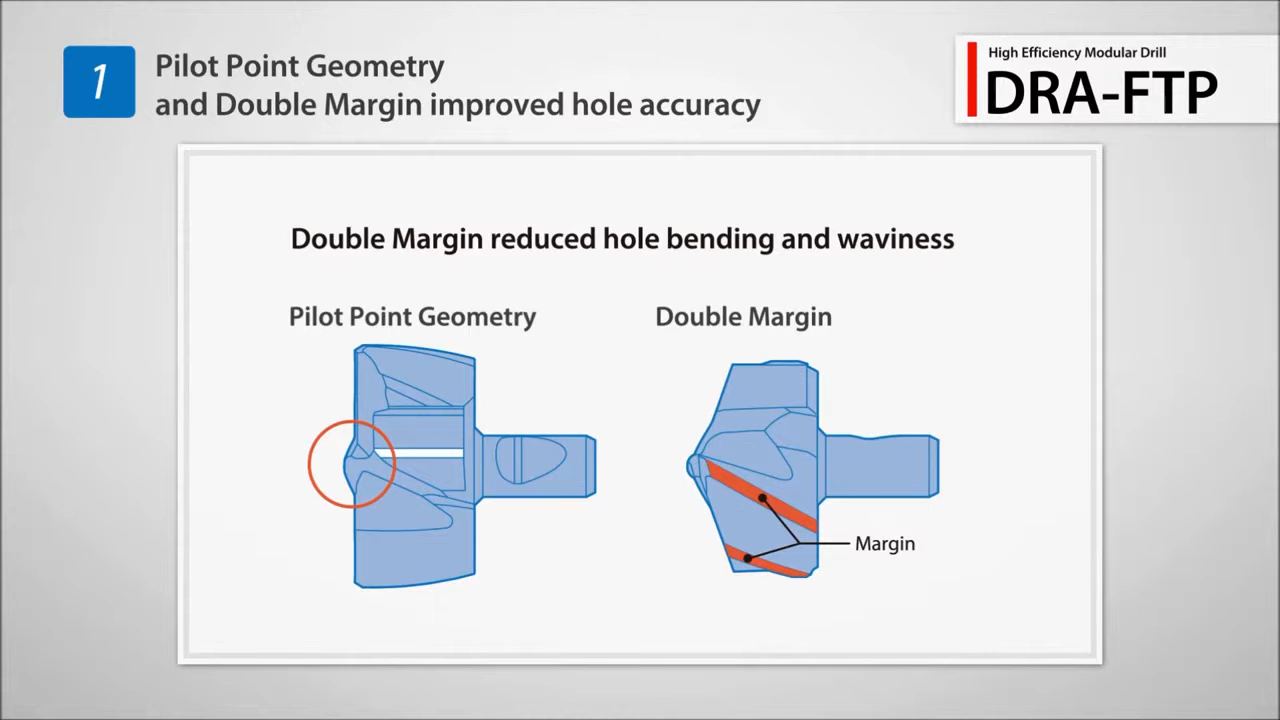 1
Pilot Point Geometry
and Double Margin improved hole accuracy
High Efficiency Modular Drill
DRA-FTP
Double Margin reduced hole bending and waviness
Pilot Point Geometry
Double Margin
Margin